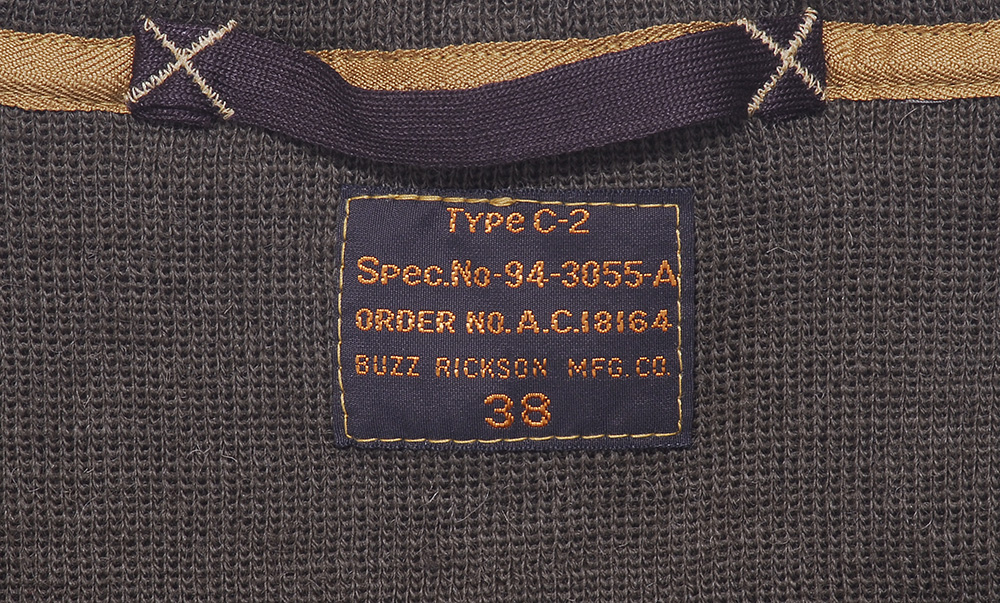 Type C-2
Spec.No-94-3055-A
ORDER NO.A.C.18164
BUZZ RICKSON MFG.CO.
38